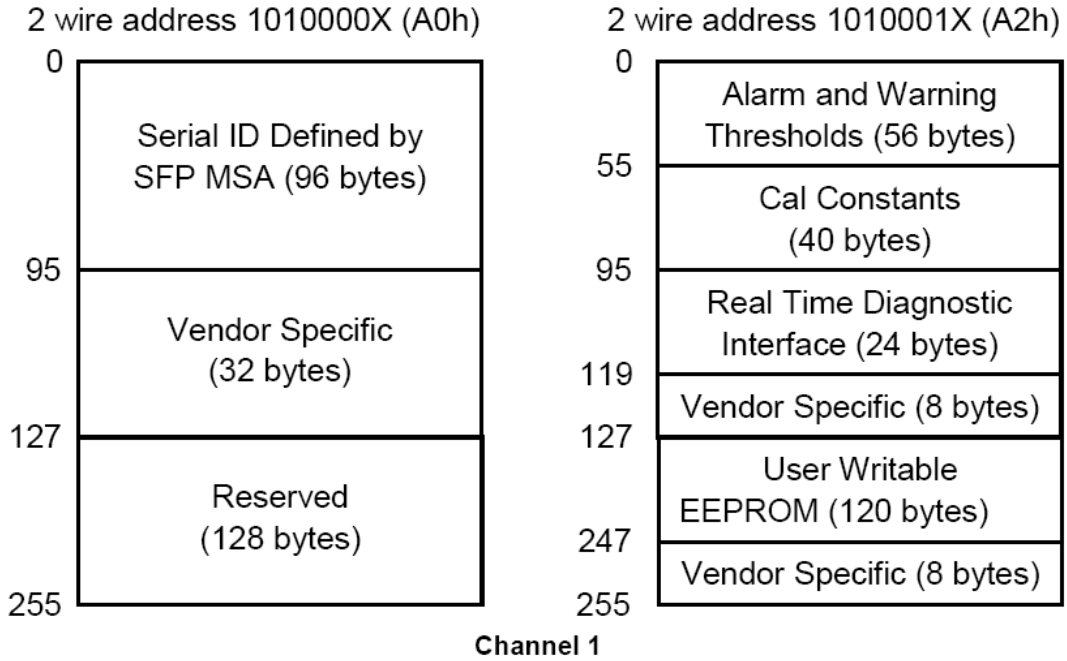 2 wire address 1010000X (A0h)
0
Serial ID Defined by
SFP MSA (96 bytes)
95
Vendor Specific
(32 bytes)
127
Reserved
(128 bytes)
255
2 wire address 1010001X (A2h)
0
Alarm and Warning
Thresholds (56 bytes)
55
Cal Constants
(40 bytes)
95
Real Time Diagnostic
Interface (24 bytes)
119
Vendor Specific (8 bytes)
127
User Writable
EEPROM (120 bytes)
247
Vendor Specific (8 bytes)
255
Channel 1